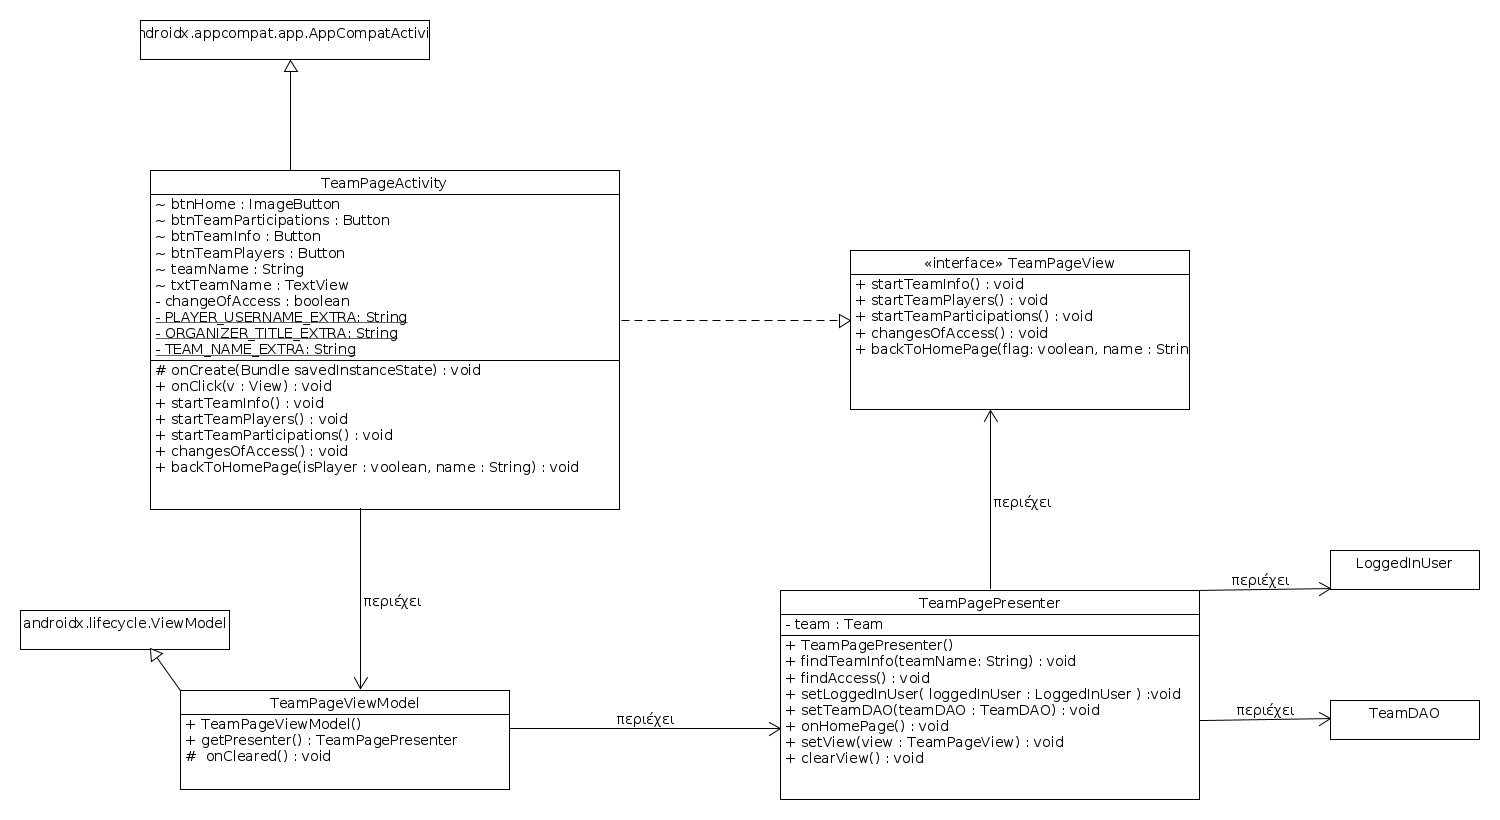 ndroidx.appcompat.app.AppCompatActivi
TeamPageActivity
~ btnHome : ImageButton
~ btnTeamParticipations : Button
~ btnTeamInfo : Button
~ btnTeamPlayers : Button
~ teamName : String
~ txtTeamName : TextView
- changeOfAccess : boolean
- PLAYER_USERNAME_EXTRA: String
- ORGANIZER_TITLE_EXTRA: String
- TEAM_NAME_EXTRA: String
# onCreate(Bundle savedInstanceState) : void
+ onClick(v : View) : void
+ startTeamInfo() : void
+ startTeamPlayers() : void
+ startTeamParticipations() : void
+ changesOfAccess() : void
+ backToHomePage(isPlayer : voolean, name : String) : void
«interface» TeamPageView
+ startTeamInfo() : void
+ startTeamPlayers() : void
+ startTeamParticipations() : void
+ changesOfAccess() : void
+ backToHomePage(flag: voolean, name : Strin
περιέχει
περιέχει
androidx.lifecycle.ViewModel
TeamPageViewModel
+ TeamPageViewModel()
+ getPresenter() : TeamPagePresenter
#  onCleared() : void
περιέχει
TeamPagePresenter
- team : Team
+ TeamPagePresenter()
+ findTeamInfo(teamName: String) : void
+ findAccess() : void
+ setLoggedInUser( loggedInUser : LoggedInUser ) :void
+ setTeamDAO(teamDAO : TeamDAO) : void
+ onHomePage() : void
+ setView(view : TeamPageView) : void
+ clearView() : void
περιέχει
LoggedInUser
περιέχει
TeamDAO